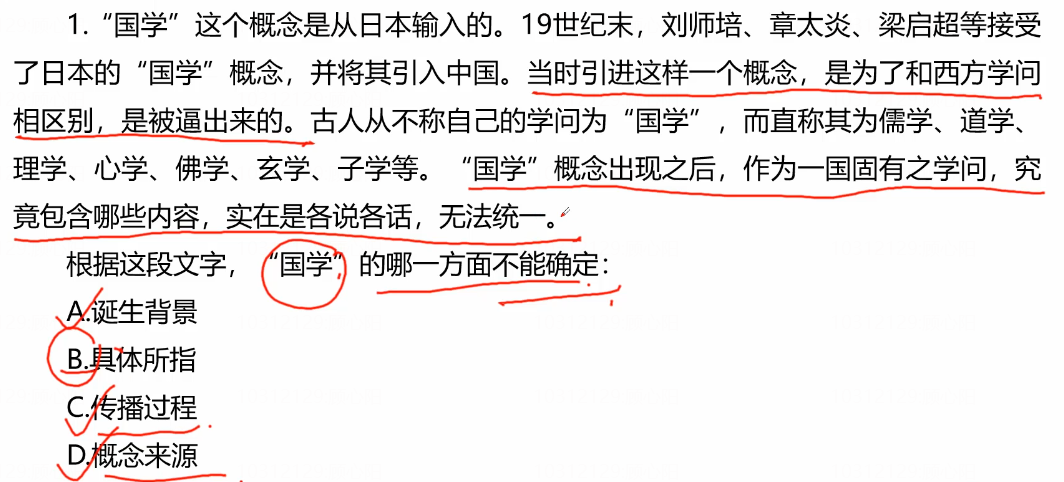 1.“国学”这个概念是从日本输入的。19世纪末，刘师培、章太炎、梁启超等接受
了日本的“国学”概念，并将其引入中国。当时引进这样一个概念，是为了和西方学问
相区别，是被逼出来的。古人从不称自己的学问为“国学”，而直称其为儒学、道学、
理学、心学、佛学、玄学、子学等。“国学”概念出现之后，作为一国固有之学问，究
竟包含哪些内容，实在是各说各话，无法统一。
根据这段文字，“国学”的哪一方面不能确定：
A.诞生背景
B.具体所指
C.传播过程
D.概念来源